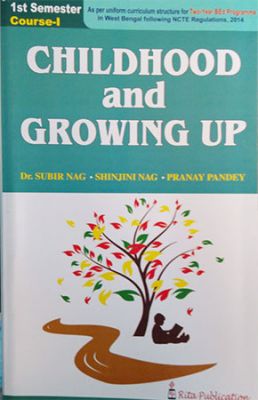 1st Semester
Course-I
As per uniform curriculum structure for Two-Year BEd Programme
in West Bengal following NCTE Regulations, 2014
CHILDHOOD
and
GROWING UP
Dr. SUBIR NAG - SHINJINI NAG - PRANAY PANDEY
Rita Publication